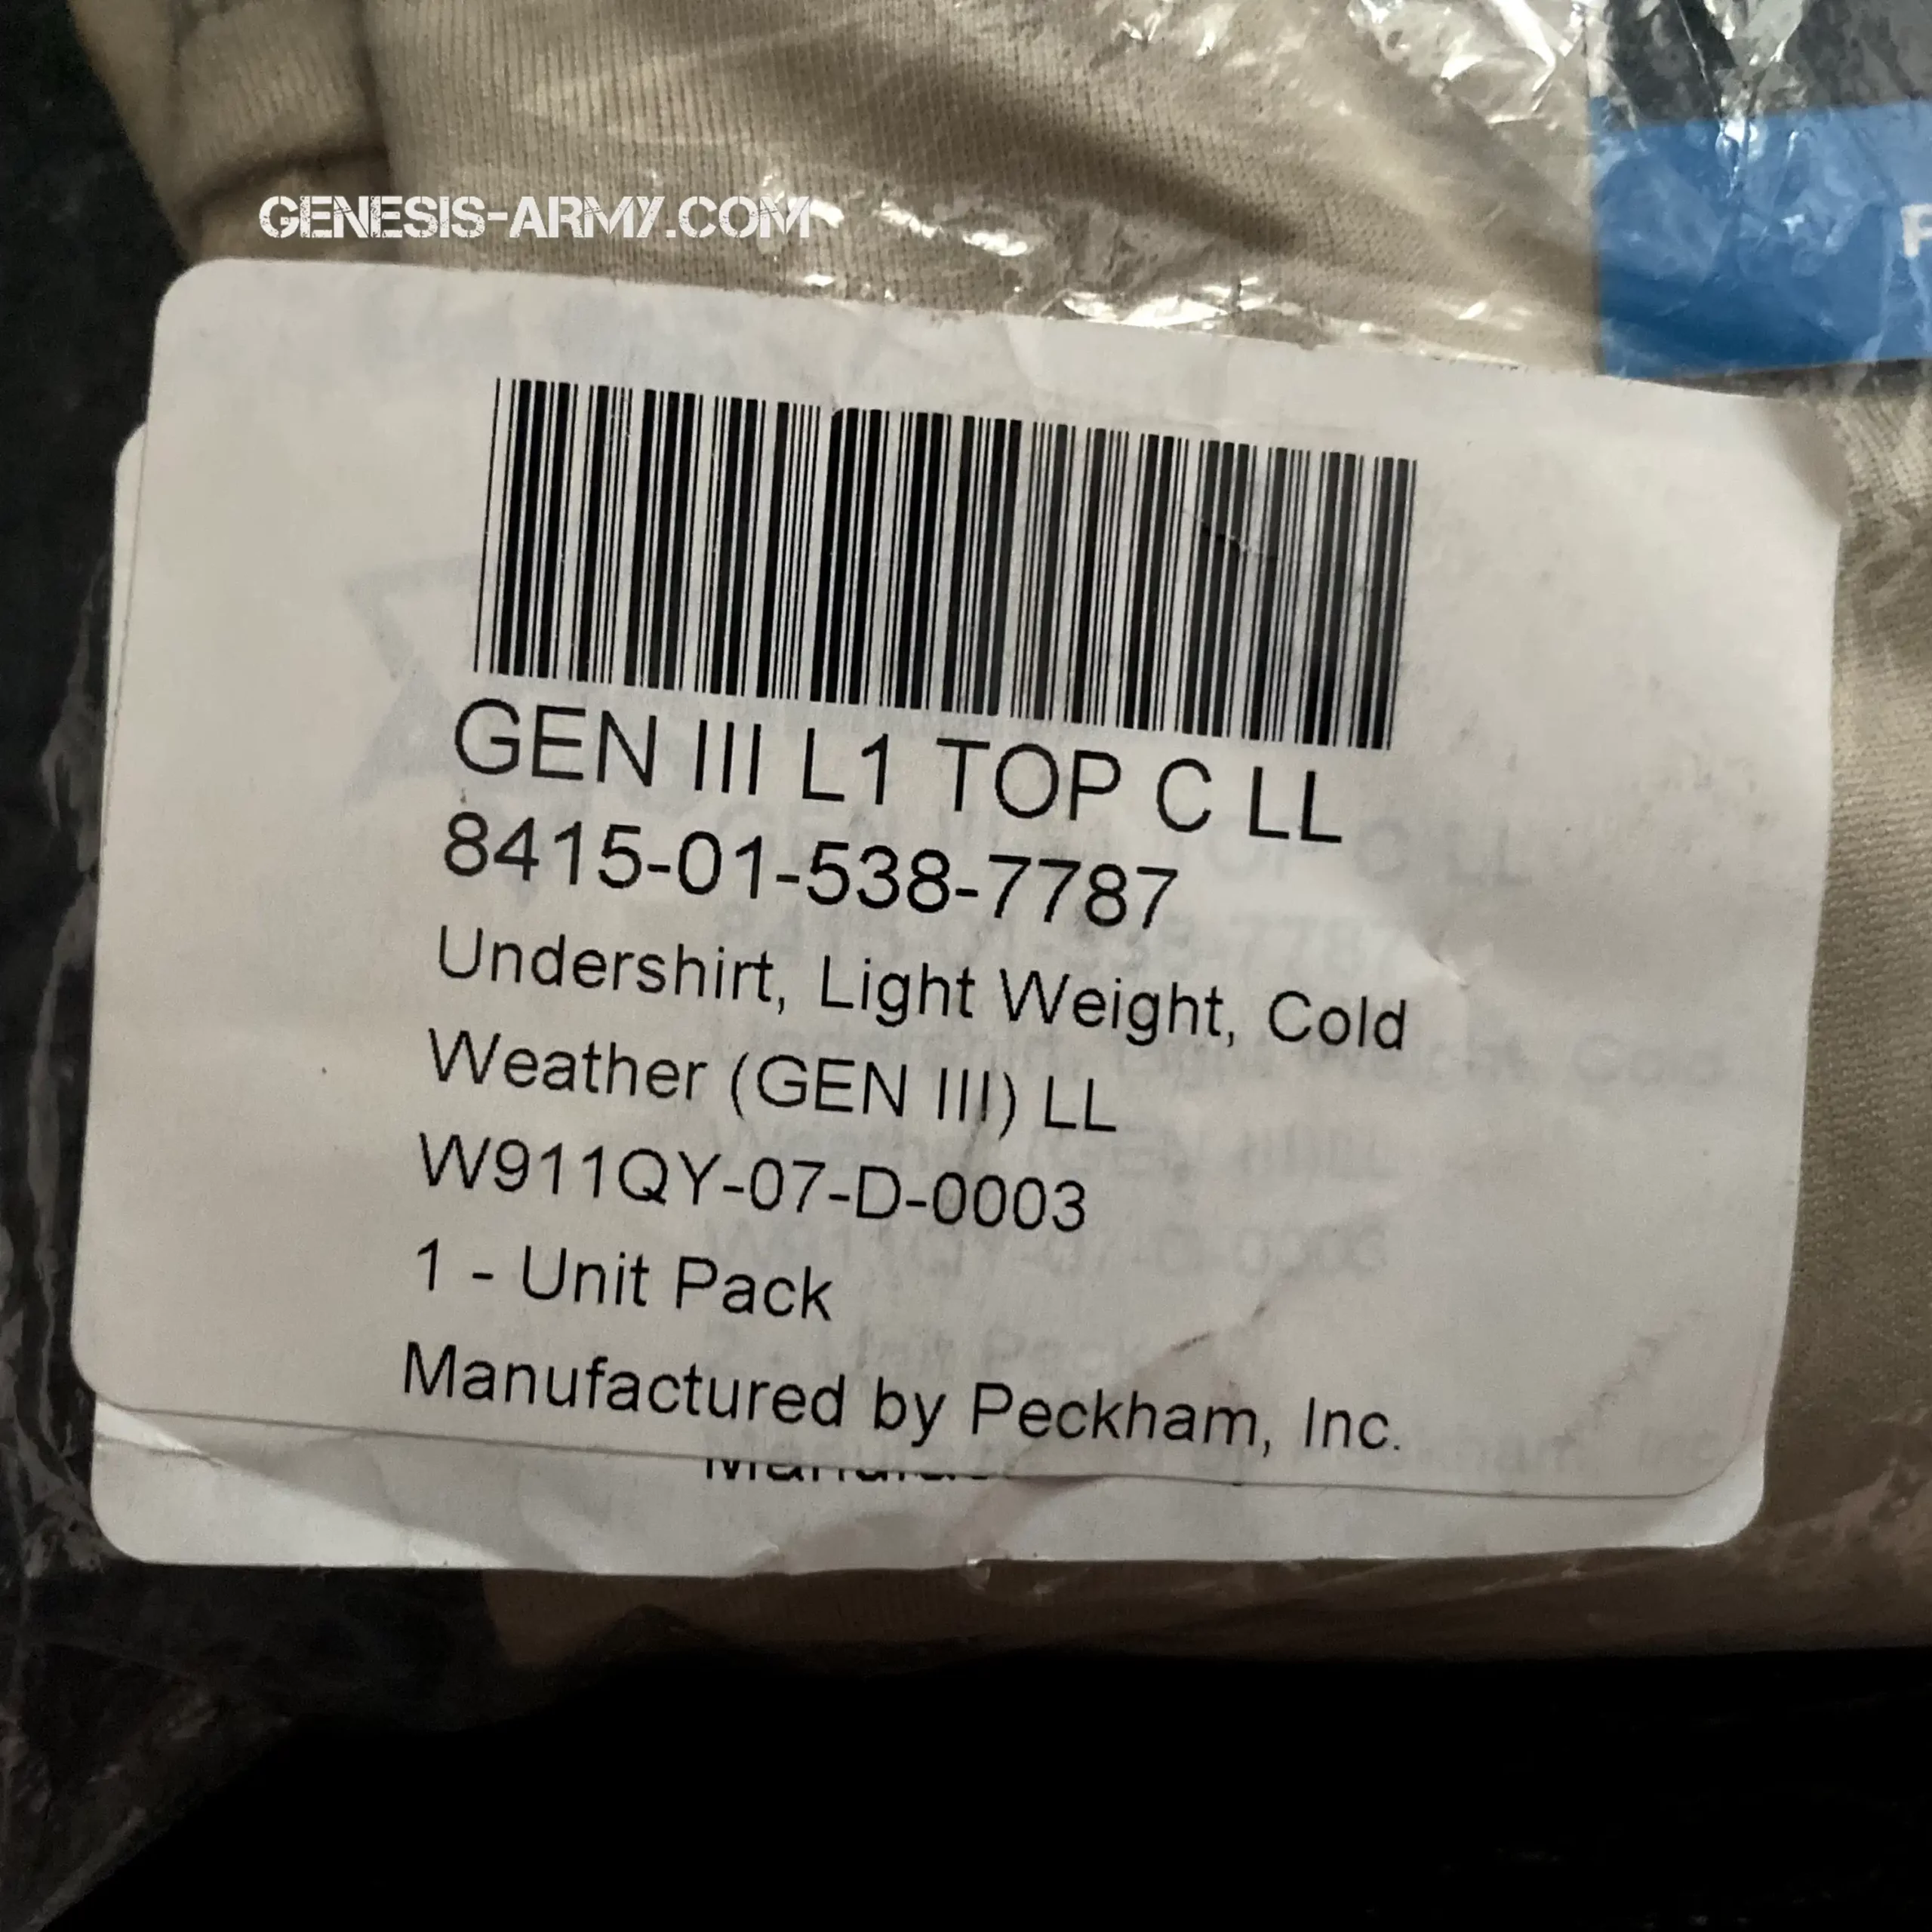 GENESIS-ARMY.COM
GEN III L1 TOP C LL
8415-01-538-7787
Undershirt, Light Weight, Cold
Weather (GEN III) LL
W911QY-07-D-0003
1 - Unit Pack
Manufactured by Peckham, Inc.